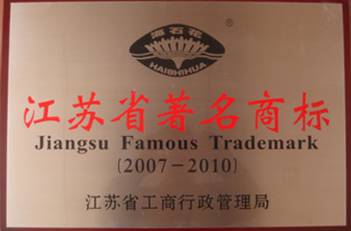 海石花
HAISHIHUA
江苏省著名商标
Jiangsu Famous Trademark
(2007-2010)
江苏省工商行政管理局